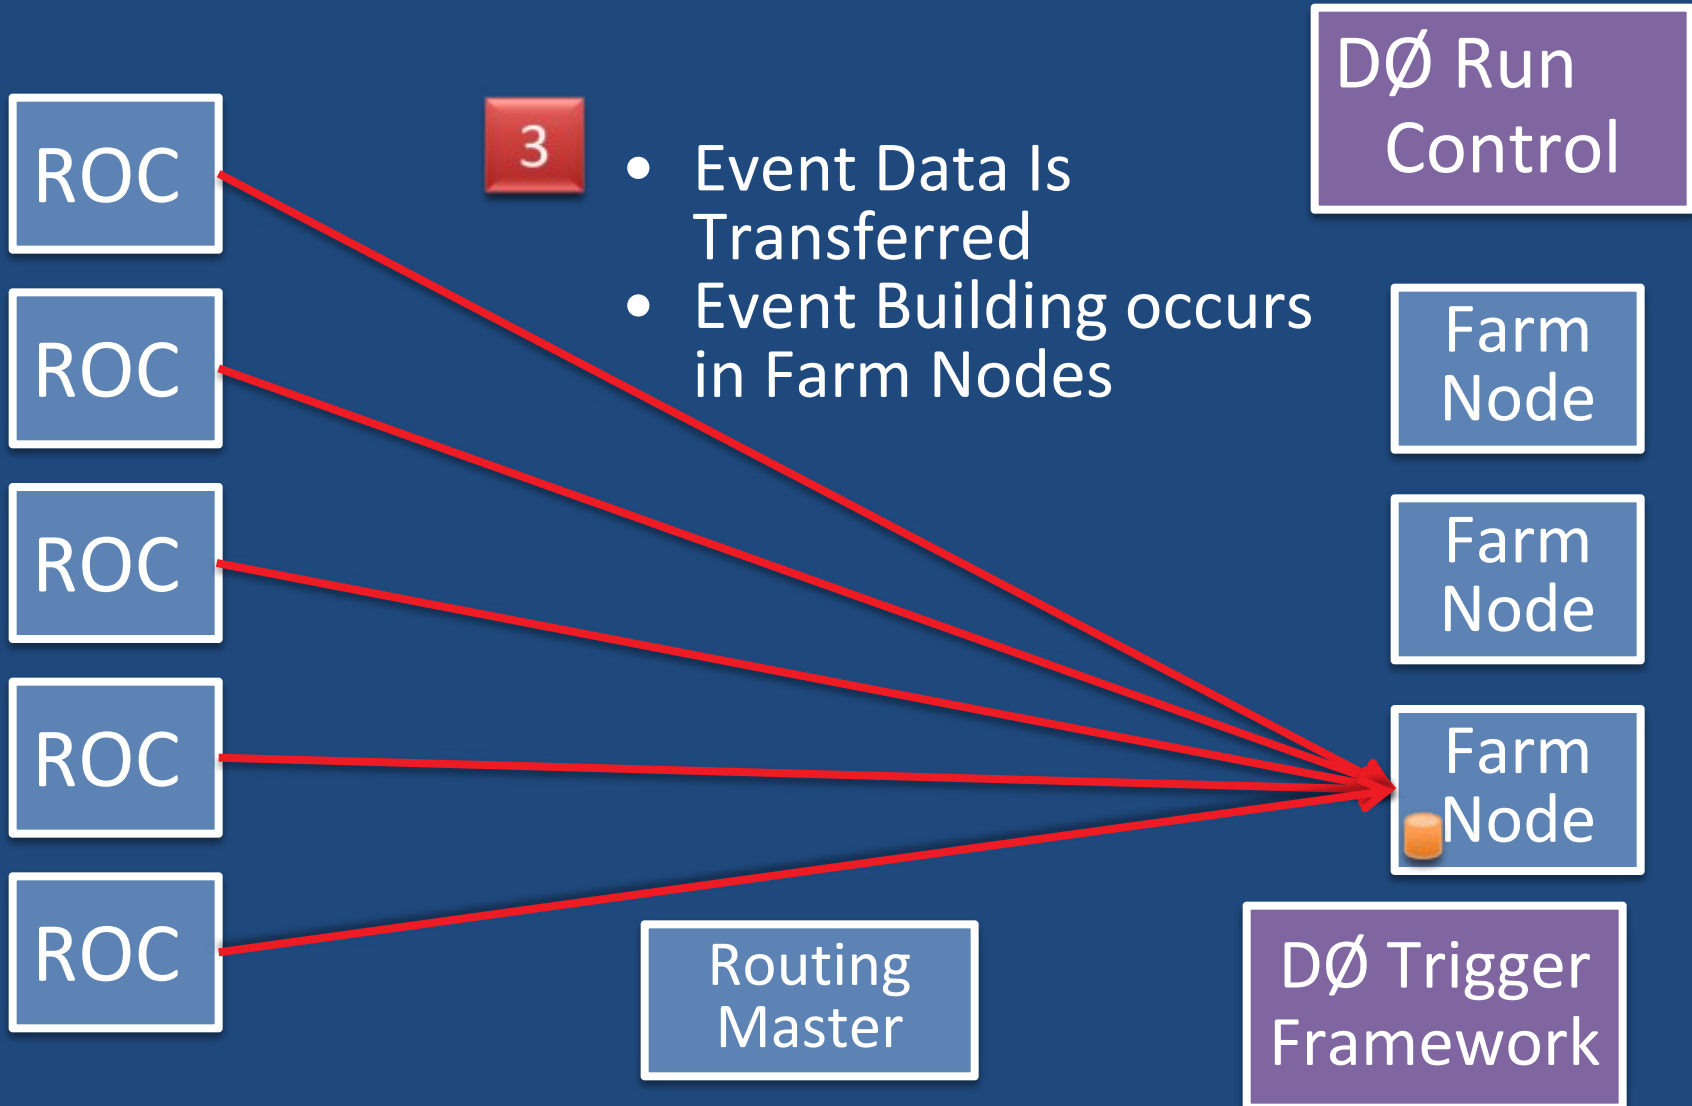 DØ Run
Control
ROC
3
• Event Data Is
Transferred
• Event Building occurs
in Farm Nodes
Farm
Node
ROC
Farm
Node
ROC
Farm
Node
ROC
ROC
Routing
Master
DØ Trigger
Framework